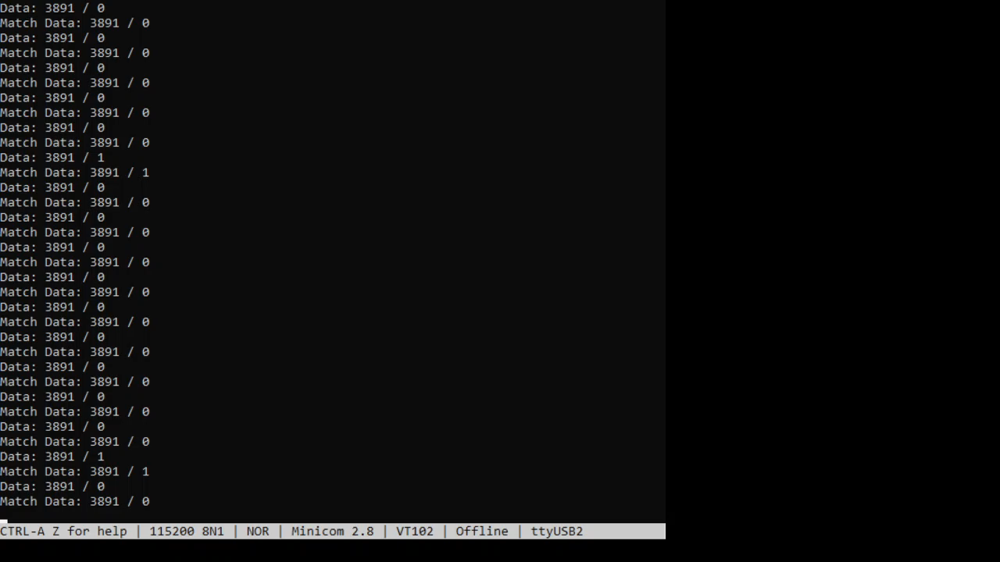 Data: 3891 / 0
Match Data: 3891 / 0
Data: 3891 / 0
Match Data: 3891 / 0
Data: 3891 / 0
Match Data: 3891 / 0
Data: 3891 / 0
Match Data: 3891 / 0
Data: 3891 / 0
Match Data: 3891 / 0
Data: 3891 / 1
Match Data: 3891 / 1
Data: 3891 / 0
Match Data: 3891 / 0
Data: 3891 / 0
Match Data: 3891 / 0
Data: 3891 / 0
Match Data: 3891 / 0
Data: 3891 / 0
Match Data: 3891 / 0
Data: 3891 / 0
Match Data: 3891 / 0
Data: 3891 / 0
Match Data: 3891 / 0
Data: 3891 / 0
Match Data: 3891 / 0
Data: 3891 / 0
Match Data: 3891 / 0
Data: 3891 / 0
Match Data: 3891 / 0
Data: 3891 / 1
Match Data: 3891 / 1
Data: 3891 / 0
Match Data: 3891 / 0
CTRL-A Z for help | 115200 8N1 | NOR | Minicom 2.8 | VT102 | Offline | ttyUSB2